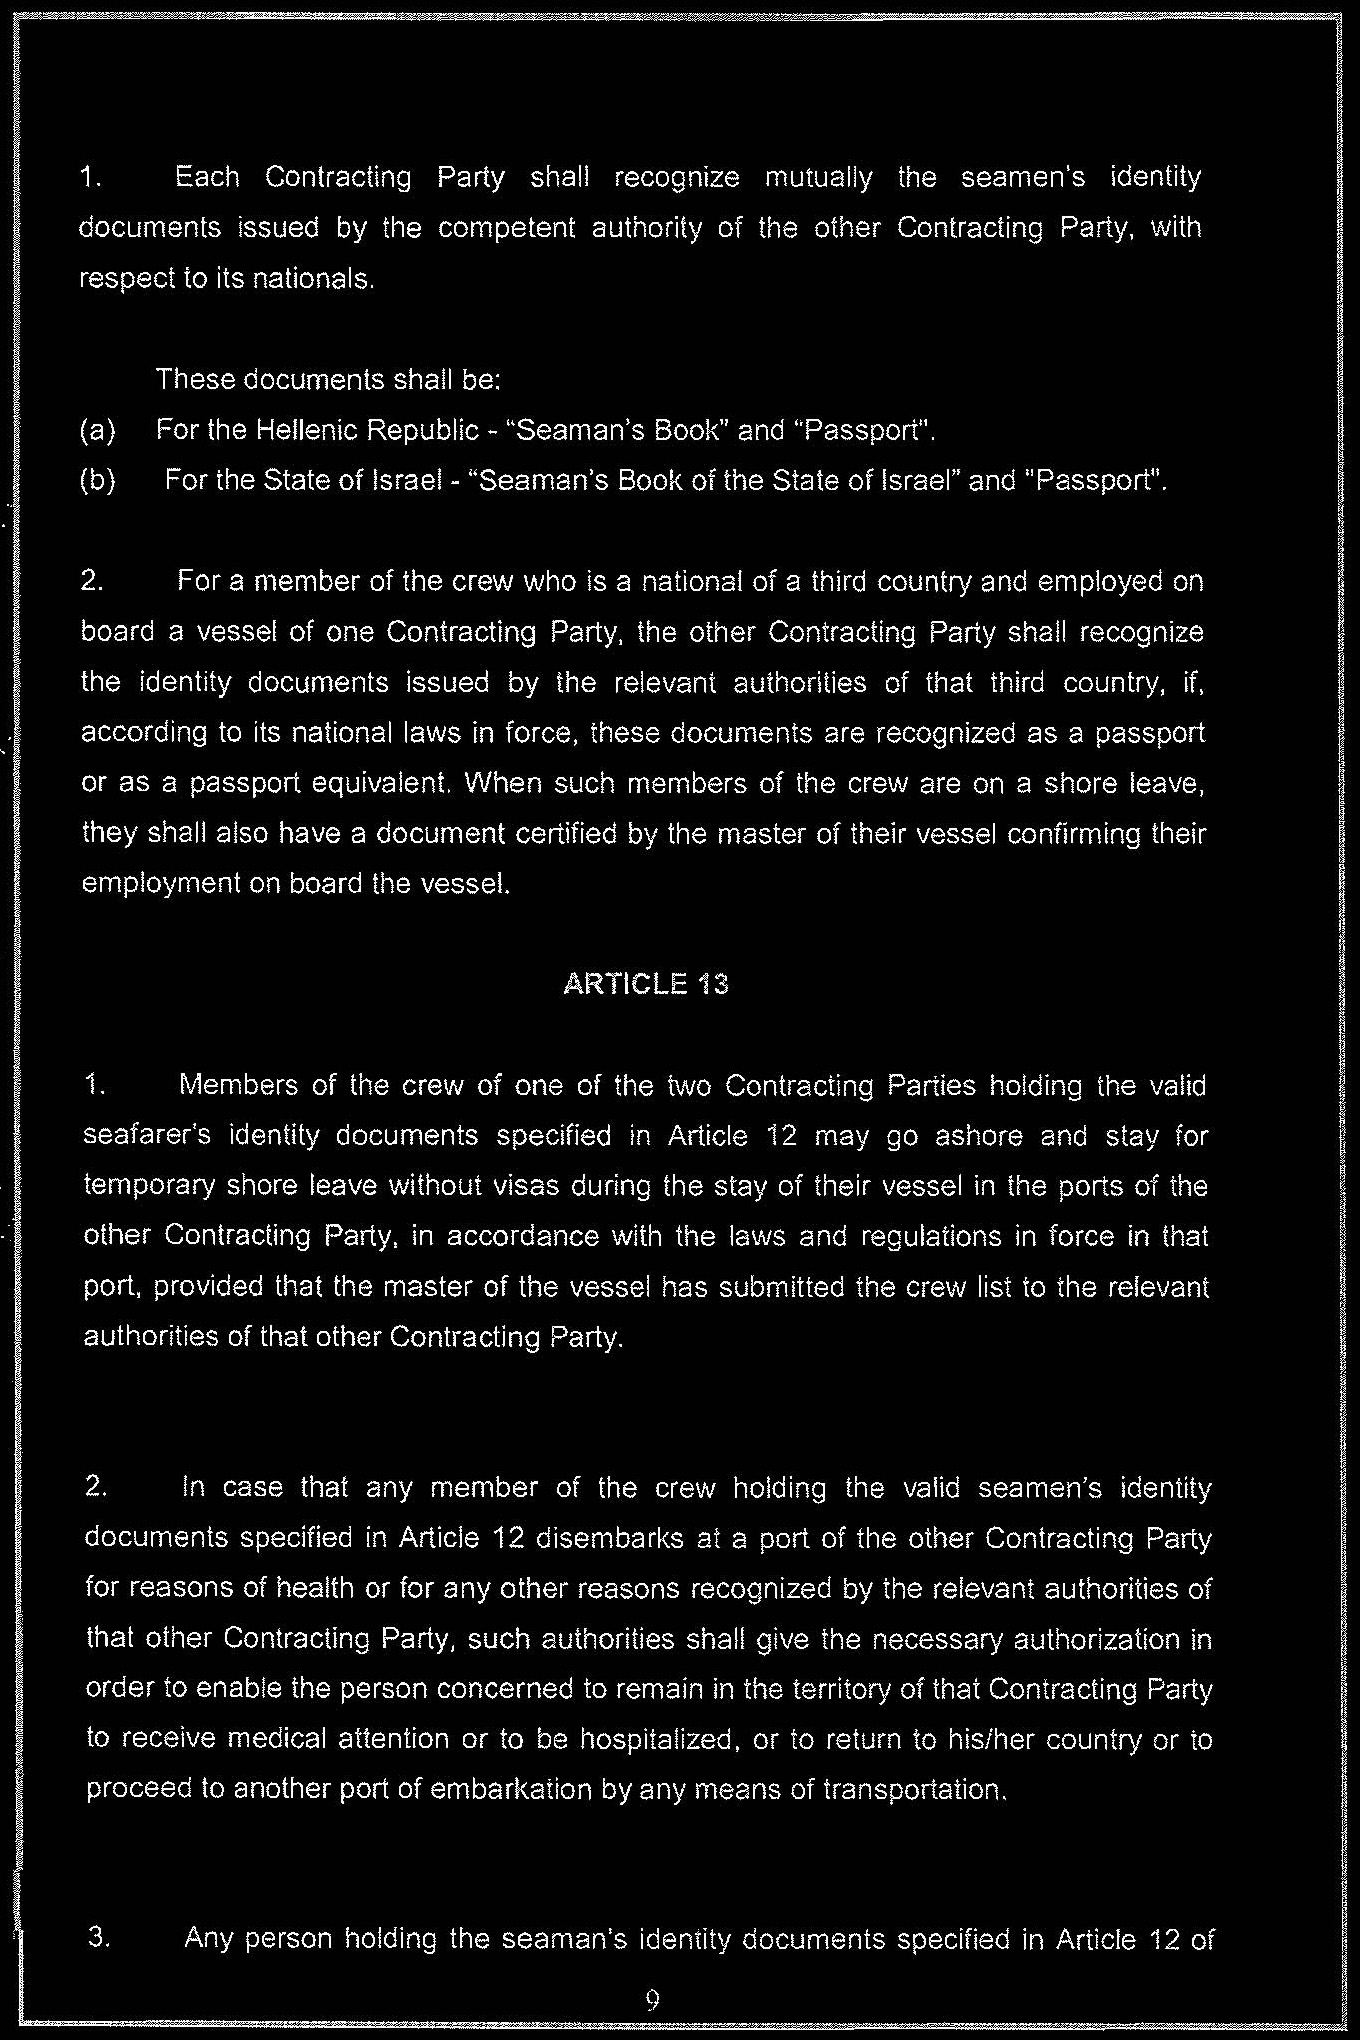 1. Each Contracting Party shall recognize mutually the seamen's identity
documents issued by the competent authority of the other Contracting Party, with
respect to its nationals.
These documents shall be:
(a) For the Hellenic Republic - “Seaman’s Book” and “Passport".
(b) For the State of Israel - “Seaman’s Book of the State of Israel” and "Passport".
2. For a member of the crew who is a national of a third country and employed on
board a vessel of one Contracting Party, the other Contracting Party shall recognize
the identity documents issued by the relevant authorities of that third country, if,
according to its national laws in force, these documents are recognized as a passport
or as a passport equivalent. When such members of the crew are on a shore leave,
they shall also have a document certified by the master of their vessel confirming their
employment on board the vessel.
ARTICLE 13
1. Members of the crew of one of the two Contracting Parties holding the valid
seafarer's identity documents specified in Article 12 may go ashore and stay for
temporary shore leave without visas during the stay of their vessel in the ports of the
other Contracting Party, in accordance with the laws and regulations in force in that
port, provided that the master of the vessel has submitted the crew list to the relevant
authorities of that other Contracting Party.
2. In case that any member of the crew holding the valid seamen’s identity
documents specified in Article 12 disembarks at a port of the other Contracting Party
for reasons of health or for any other reasons recognized by the relevant authorities of
that other Contracting Party, such authorities shall give the necessary authorization in
order to enable the person concerned to remain in the territory of that Contracting Party
to receive medical attention or to be hospitalized, or to return to his/her country or to
proceed to another port of embarkation by any means of transportation.
3. Any person holding the seaman's identity documents specified in Article 12 of
9